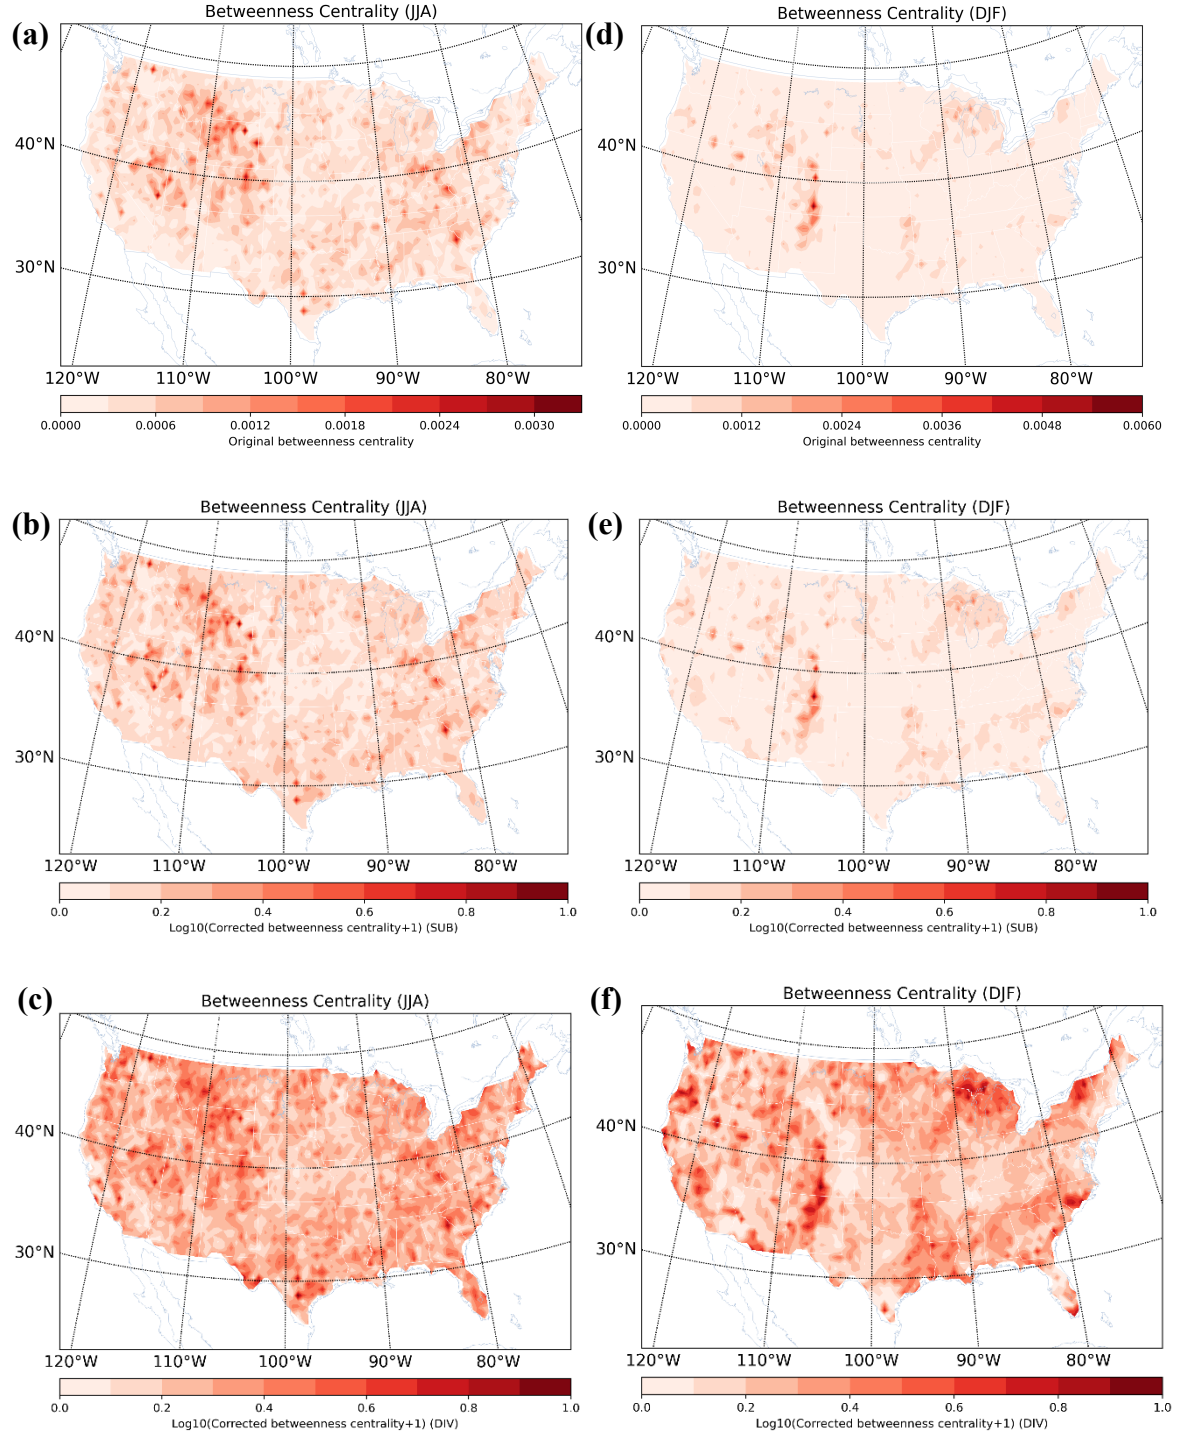 (a)
Betweenness Centrality (JJA)
40°N
30°N
120°W 110°W 100°W 90°W 80°W
0.0000 0.0006 0.0012 0.0018 0.0024 0.0030
Original betweenness centrality
(d)
Betweenness Centrality (DJF)
40°N
30°N
120°W 110°W 100°W 90°W 80°W
0.0000 0.0012 0.0024 0.0036 0.0048 0.0060
Original betweenness centrality
(b)
Betweenness Centrality (JJA)
40°N
30°N
120°W 110°W 100°W 90°W 80°W
0.0 0.2 0.4 0.6 0.8 1.0
Log10(Corrected betweenness centrality+1) (SUB)
(e)
Betweenness Centrality (DJF)
40°N
30°N
120°W 110°W 100°W 90°W 80°W
0.0 0.2 0.4 0.6 0.8 1.0
Log10(Corrected betweenness centrality+1) (SUB)
(c)
Betweenness Centrality (JJA)
40°N
30°N
120°W 110°W 100°W 90°W 80°W
0.0 0.2 0.4 0.6 0.8 1.0
Log10(Corrected betweenness centrality+1) (DIV)
(f)
Betweenness Centrality (DJF)
40°N
30°N
120°W 110°W 100°W 90°W 80°W
0.0 0.2 0.4 0.6 0.8 1.0
Log10(Corrected betweenness centrality+1) (DIV)